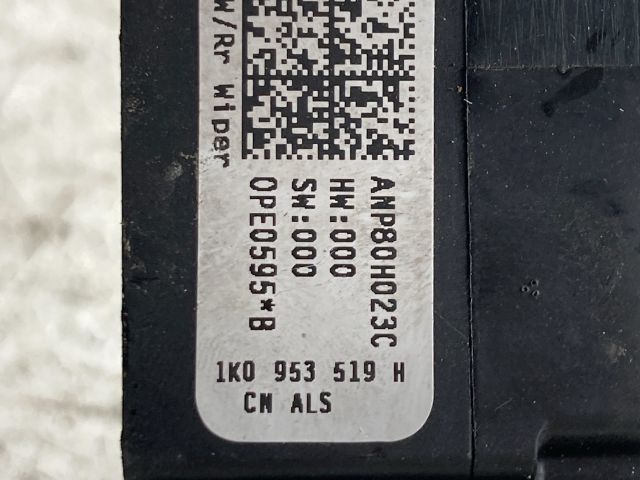 w/Rr Wiper
ANP80H023C
HW:000
SW:000
OPE0595*B
1K0 953 519 H
CN ALS